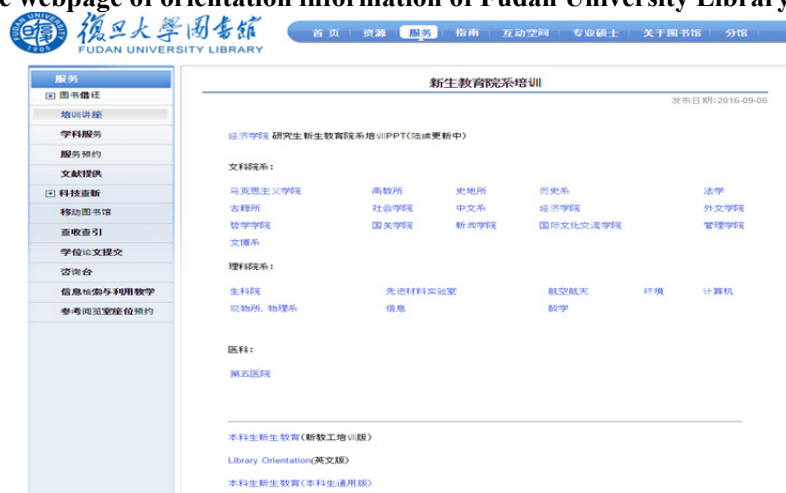 c webpage of orientation information of Fudan University Library
復旦大學圖書館
FUDAN UNIVERSITY LIBRARY
首 页 资源 服务 指南 互动空间 专业硕士 关于图书馆 分馆
服务
图书借还
培训讲座
学科服务
服务预约
文献提供
科技查新
移动图书馆
查收查引
学位论文提交
咨询台
信息检索与利用教学
参考阅览室座位预约
新生教育院系培训
发布日期:2016-09-06
经济学院 研究生新生教育院系培训PPT(陆续更新中)
文科院系:
马克思主义学院 高教所 史地所 历史系 法学
古籍所 社会学院 中文系 经济学院 外文学院
哲学学院 国关学院 新闻学院 国际文化交流学院 管理学院
文博系
理科院系:
生科院 先进材料实验室 航空航天 环境 计算机
现物所、物理系 信息 数学
医科:
第五医院
本科生新生教育(新教工培训版)
Library Orientation(英文版)
本科生新生教育(本科生通用版)